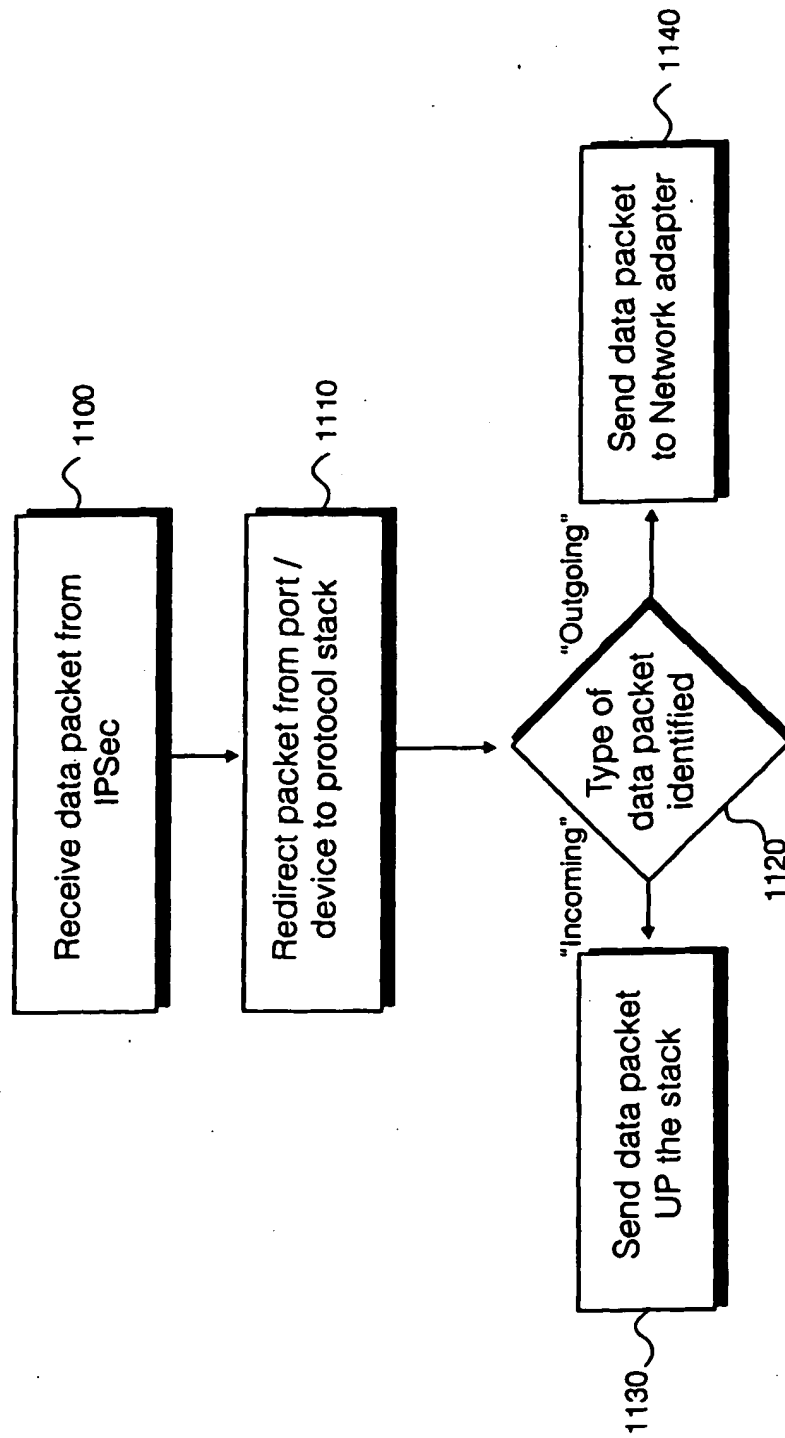 Receive data packet from
IPSec
1100
Redirect packet from port /
device to protocol stack
1110
Type of
data packet
identified
1120
"Incoming"
"Outgoing"
Send data packet
UP the stack
1130
Send data packet
to Network adapter
1140